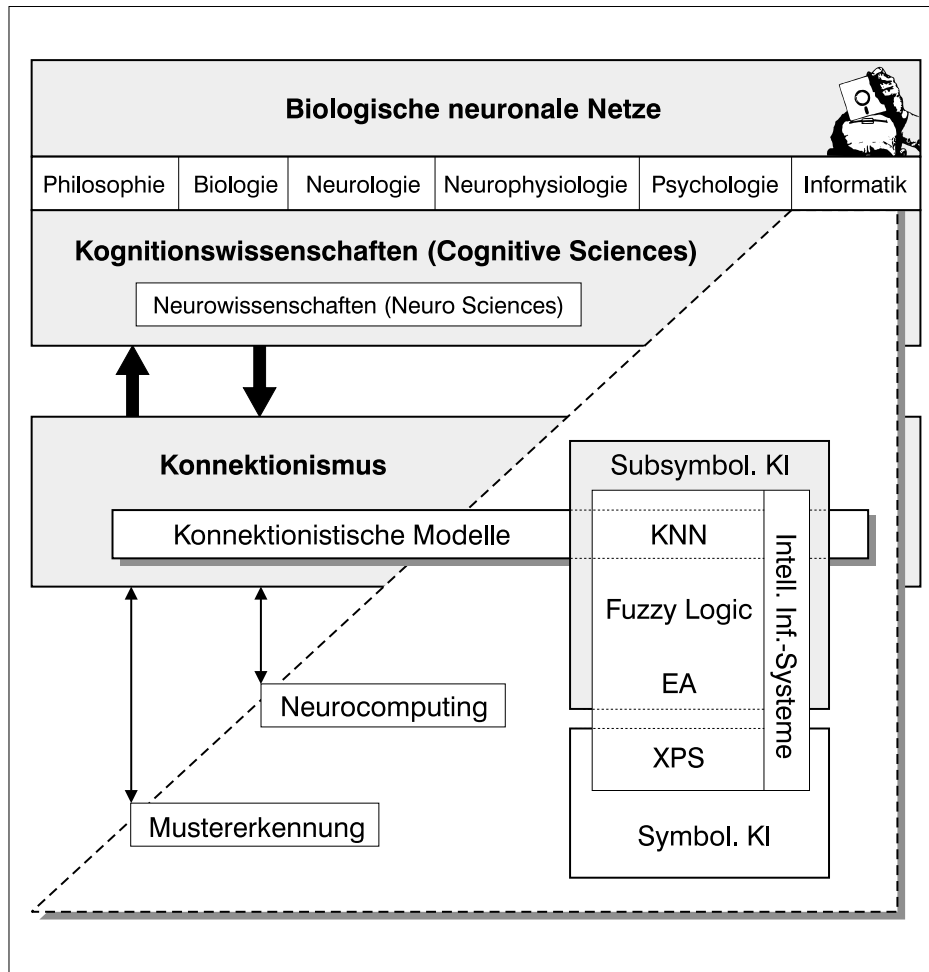 Biologische neuronale Netze
Philosophie Biologie Neurologie Neurophysiologie Psychologie Informatik
Kognitionswissenschaften (Cognitive Sciences)
Neurowissenschaften (Neuro Sciences)
Konnektionismus
Subsymbol. KI
Konnektionistische Modelle
KNN
Fuzzy Logic
EA
XPS
Intell. Inf.-Systeme
Neurocomputing
Mustererkennung
Symbol. KI